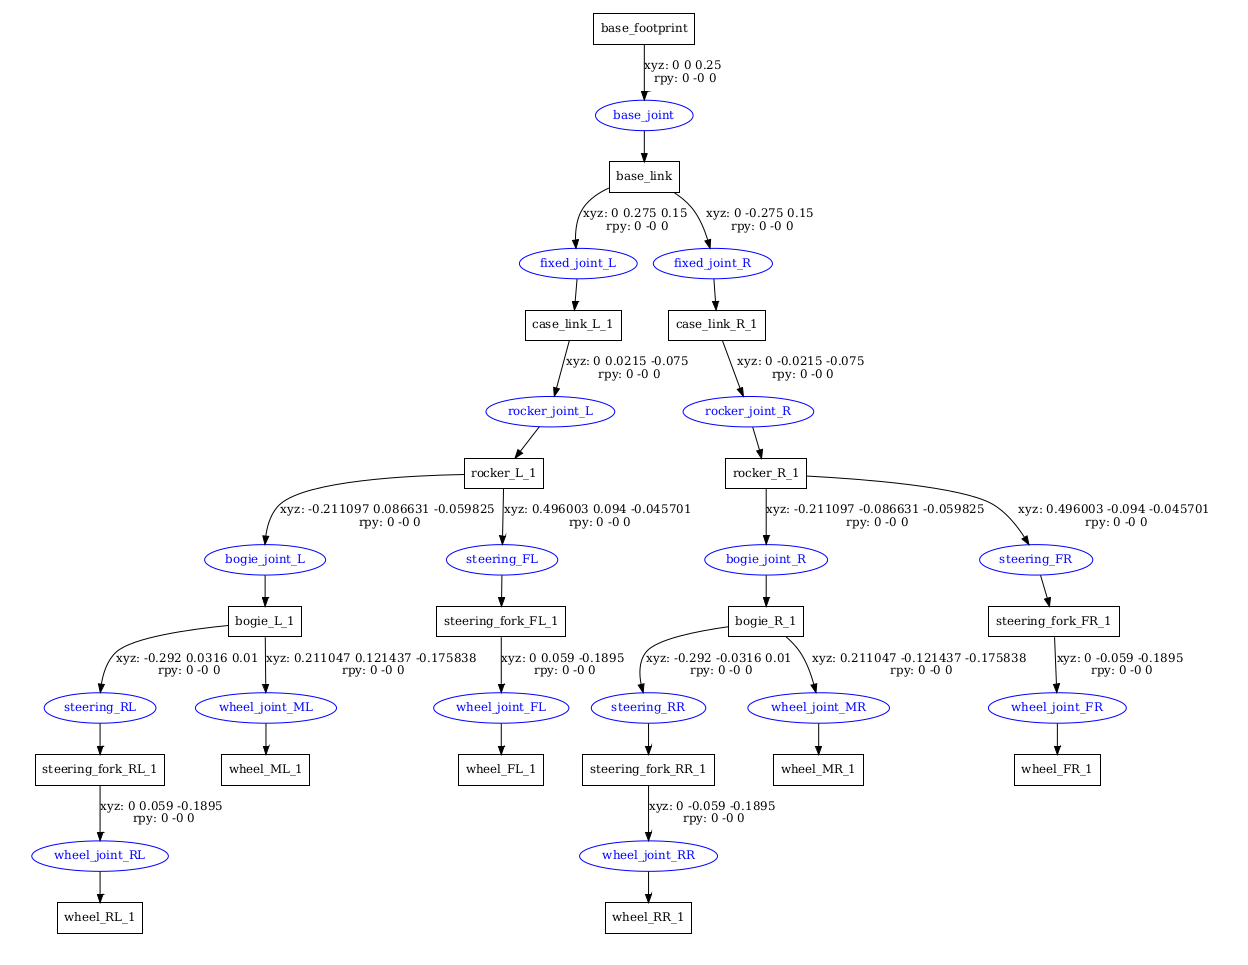 base_footprint
xyz: 0 0 0.25
rpy: 0 -0 0
base_joint
base_link
xyz: 0 0.275 0.15
rpy: 0 -0 0
xyz: 0 -0.275 0.15
rpy: 0 -0 0
fixed_joint_L
fixed_joint_R
case_link_L_1
case_link_R_1
xyz: 0 0.0215 -0.075
rpy: 0 -0 0
xyz: 0 -0.0215 -0.075
rpy: 0 -0 0
rocker_joint_L
rocker_joint_R
rocker_L_1
rocker_R_1
xyz: -0.211097 0.086631 -0.059825
rpy: 0 -0 0
xyz: 0.496003 0.094 -0.045701
rpy: 0 -0 0
xyz: -0.211097 -0.086631 -0.059825
rpy: 0 -0 0
xyz: 0.496003 -0.094 -0.045701
rpy: 0 -0 0
bogie_joint_L
steering_FL
bogie_joint_R
steering_FR
bogie_L_1
steering_fork_FL_1
bogie_R_1
steering_fork_FR_1
xyz: -0.292 0.0316 0.01
rpy: 0 -0 0
xyz: 0.211047 0.121437 -0.175838
rpy: 0 -0 0
xyz: 0 0.059 -0.1895
rpy: 0 -0 0
xyz: -0.292 -0.0316 0.01
rpy: 0 -0 0
xyz: 0.211047 -0.121437 -0.175838
rpy: 0 -0 0
xyz: 0 -0.059 -0.1895
rpy: 0 -0 0
steering_RL
wheel_joint_ML
wheel_joint_FL
steering_RR
wheel_joint_MR
wheel_joint_FR
steering_fork_RL_1
wheel_ML_1
wheel_FL_1
steering_fork_RR_1
wheel_MR_1
wheel_FR_1
xyz: 0 0.059 -0.1895
rpy: 0 -0 0
xyz: 0 -0.059 -0.1895
rpy: 0 -0 0
wheel_joint_RL
wheel_joint_RR
wheel_RL_1
wheel_RR_1